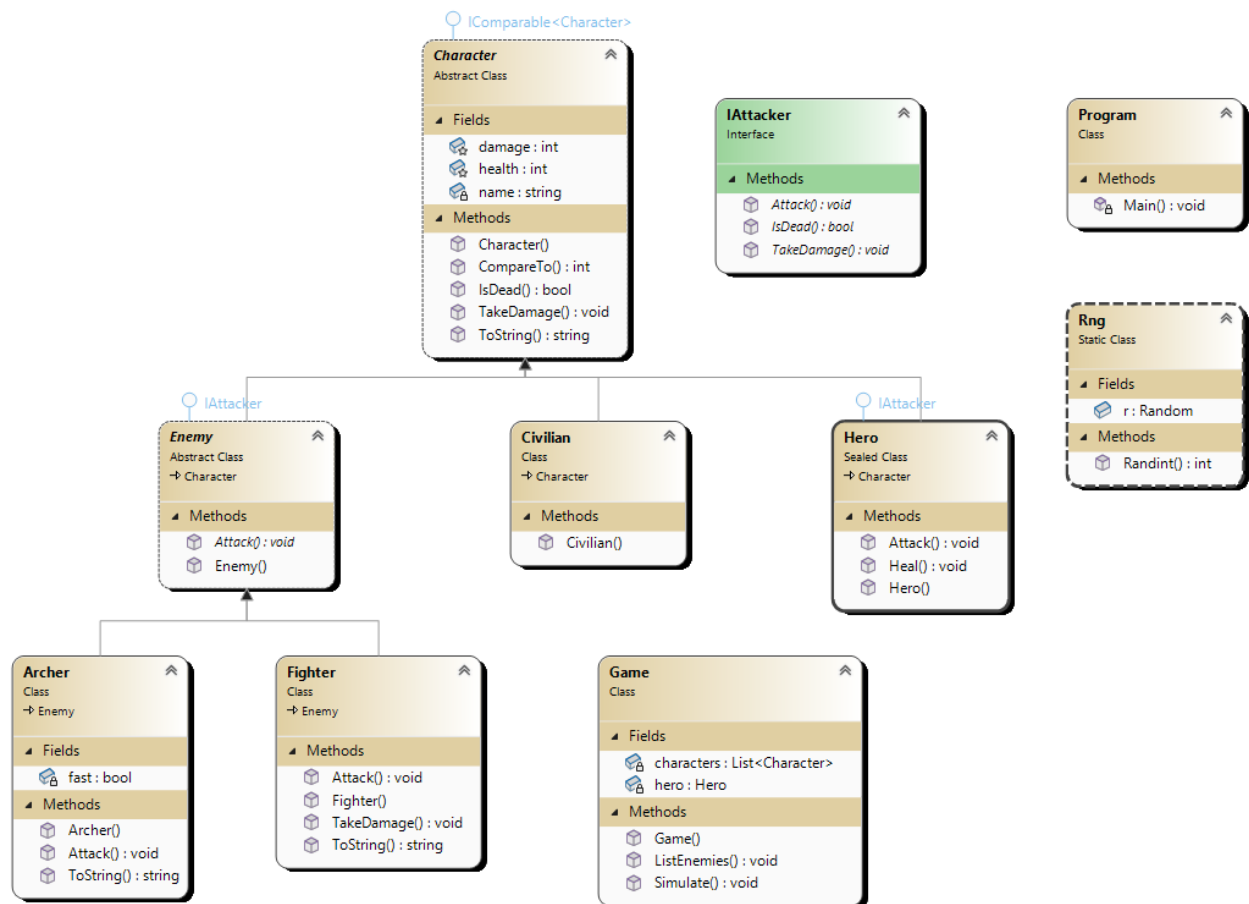 IComparable<Character>
Character
Abstract Class
Fields
damage : int
health : int
name : string
Methods
Character()
CompareTo() : int
IsDead() : bool
TakeDamage() : void
ToString() : string
IAttacker
Interface
Methods
Attack() : void
IsDead() : bool
TakeDamage() : void
Program
Class
Methods
Main() : void
Rng
Static Class
Fields
r : Random
Methods
Randint() : int
IAttacker
Enemy
Abstract Class
Character
Methods
Attack() : void
Enemy()
Civilian
Class
Character
Methods
Civilian()
IAttacker
Hero
Sealed Class
Character
Methods
Attack() : void
Heal() : void
Hero()
Archer
Class
Enemy
Fields
fast : bool
Methods
Archer()
Attack() : void
ToString() : string
Fighter
Class
Enemy
Methods
Attack() : void
Fighter()
TakeDamage() : void
ToString() : string
Game
Class
Fields
characters : List<Character>
hero : Hero
Methods
Game()
ListEnemies() : void
Simulate() : void